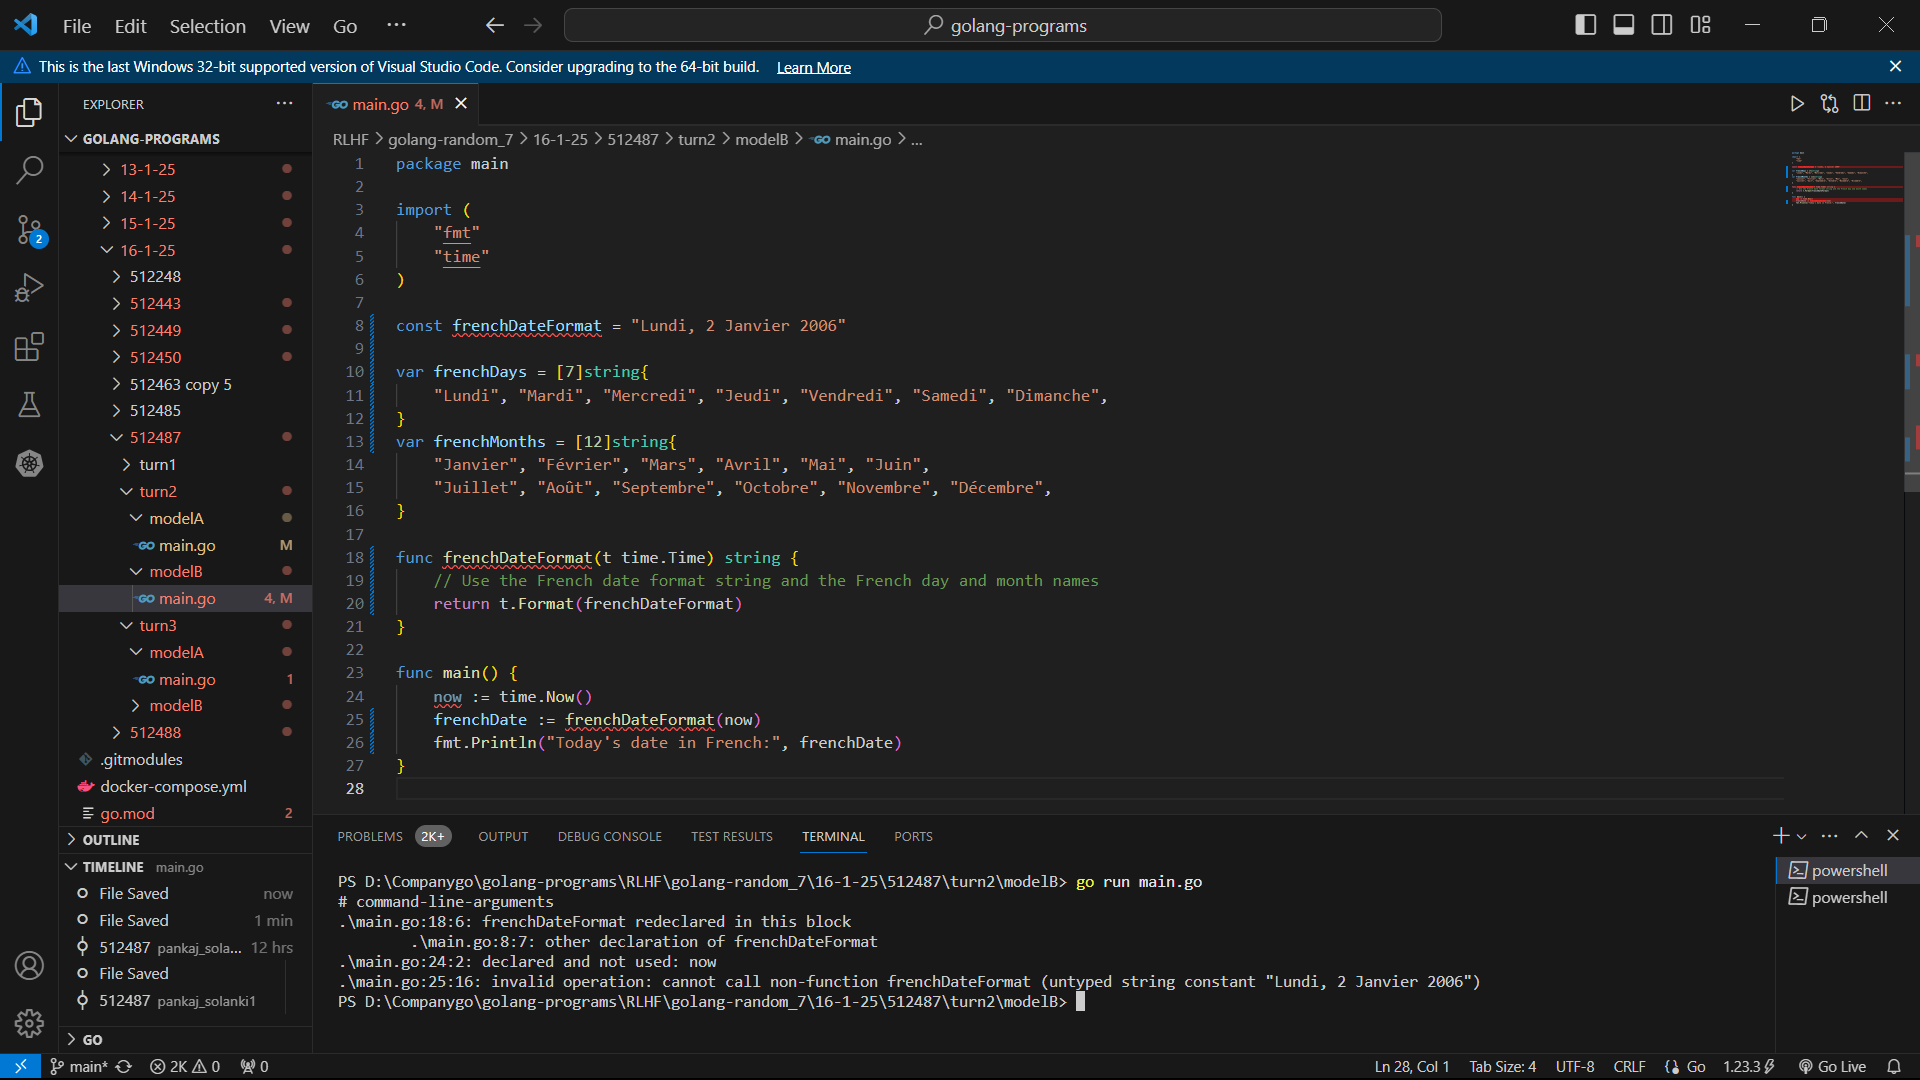 File Edit Selection View Go ···
golang-programs
This is the last Windows 32-bit supported version of Visual Studio Code. Consider upgrading to the 64-bit build. Learn More
EXPLORER
GOLANG-PROGRAMS
13-1-25
14-1-25
15-1-25
16-1-25
512248
512443
512449
512450
512463 copy 5
512485
512487
turn1
turn2
modelA
main.go M
modelB
main.go 4, M
turn3
modelA
main.go 1
modelB
512488
.gitmodules
docker-compose.yml
go.mod 2
OUTLINE
TIMELINE main.go
File Saved now
File Saved 1 min
512487 pankaj_sola... 12 hrs
File Saved
512487 pankaj_solanki1
GO
main.go 4, M
RLHF > golang-random_7 > 16-1-25 > 512487 > turn2 > modelB > main.go > ...
1 package main
2
3 import (
4 "fmt"
5 "time"
6 )
7
8 const frenchDateFormat = "Lundi, 2 Janvier 2006"
9
10 var frenchDays = [7]string{
11 "Lundi", "Mardi", "Mercredi", "Jeudi", "Vendredi", "Samedi", "Dimanche",
12 }
13 var frenchMonths = [12]string{
14 "Janvier", "Février", "Mars", "Avril", "Mai", "Juin",
15 "Juillet", "Août", "Septembre", "Octobre", "Novembre", "Décembre",
16 }
17
18 func frenchDateFormat(t time.Time) string {
19 // Use the French date format string and the French day and month names
20 return t.Format(frenchDateFormat)
21 }
22
23 func main() {
24 now := time.Now()
25 frenchDate := frenchDateFormat(now)
26 fmt.Println("Today's date in French:", frenchDate)
27 }
28
PROBLEMS 2K+ OUTPUT DEBUG CONSOLE TEST RESULTS TERMINAL PORTS
PS D:\Companygo\golang-programs\RLHF\golang-random_7\16-1-25\512487\turn2\modelB> go run main.go
# command-line-arguments
.\main.go:18:6: frenchDateFormat redeclared in this block
.\main.go:8:7: other declaration of frenchDateFormat
.\main.go:24:2: declared and not used: now
.\main.go:25:16: invalid operation: cannot call non-function frenchDateFormat (untyped string constant "Lundi, 2 Janvier 2006")
PS D:\Companygo\golang-programs\RLHF\golang-random_7\16-1-25\512487\turn2\modelB>
powershell
powershell
2
main* 2K 0 0 Ln 28, Col 1 Tab Size: 4 UTF-8 CRLF Go 1.23.3 Go Live